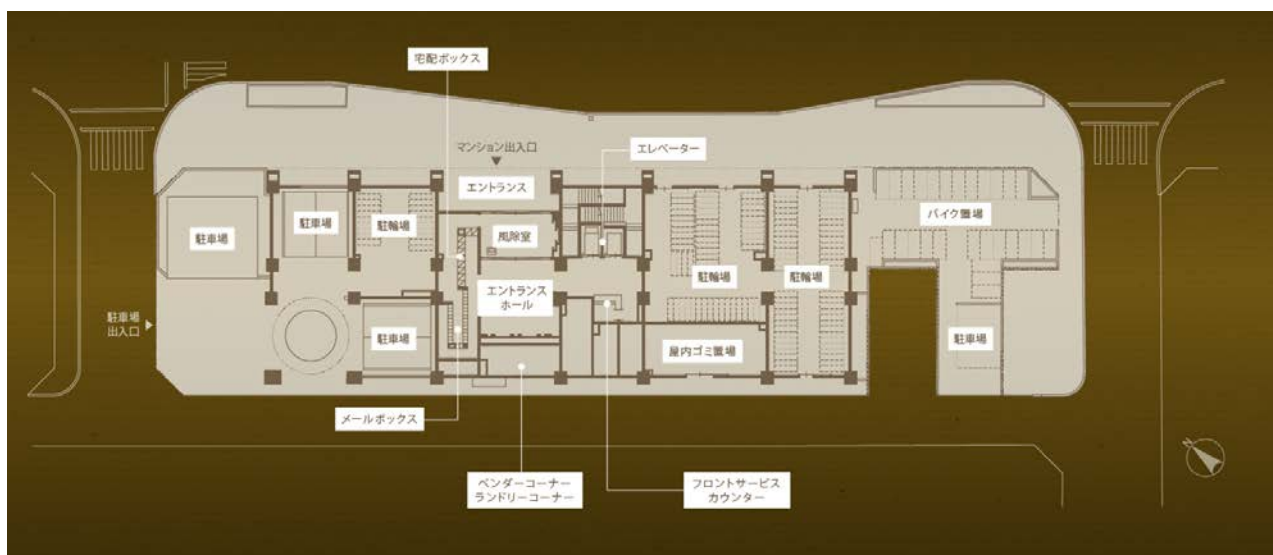 宅配ボックス
マンション出入口
エレベーター
エントランス
バイク置場
駐車場
駐車場
駐輪場
風除室
駐輪場
駐輪場
エントランス
ホール
駐車場
出入口
駐車場
駐車場
屋内ゴミ置場
メールボックス
ベンダーコーナー
ランドリーコーナー
フロントサービス
カウンター
N